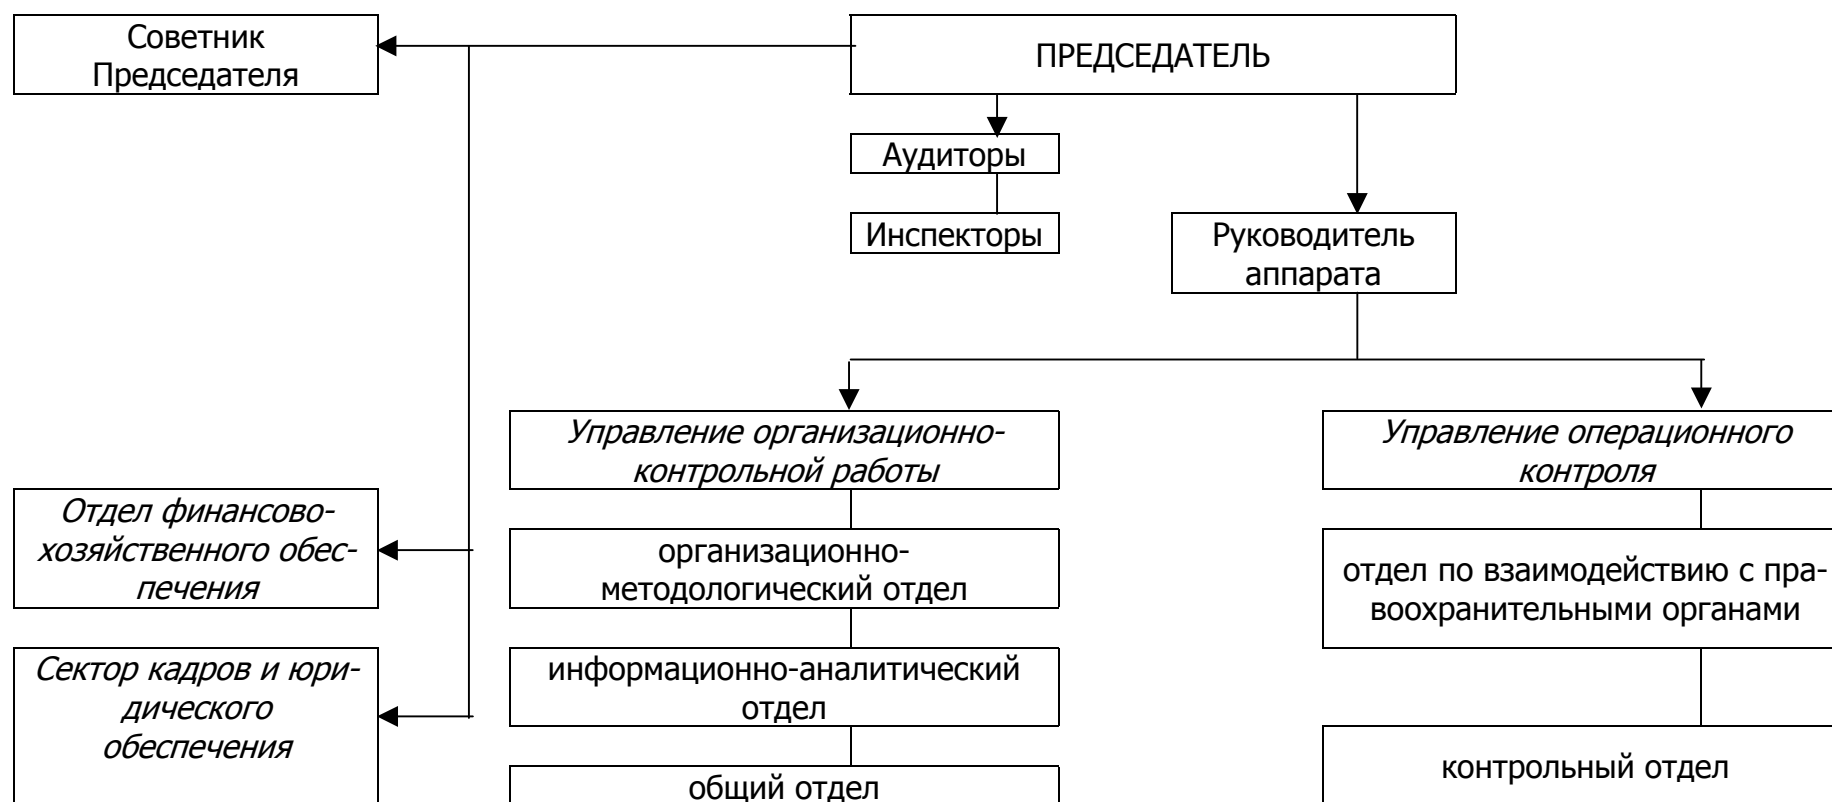 Советник
Председателя
ПРЕДСЕДАТЕЛЬ
Аудиторы
Инспекторы
Руководитель
аппарата
Управление организационно-
контрольной работы
Управление операционного
контроля
Отдел финансово-
хозяйственного обес-
печения
организационно-
методологический отдел
отдел по взаимодействию с пра-
воохранительными органами
Сектор кадров и юри-
дического
обеспечения
информационно-аналитический
отдел
общий отдел
контрольный отдел